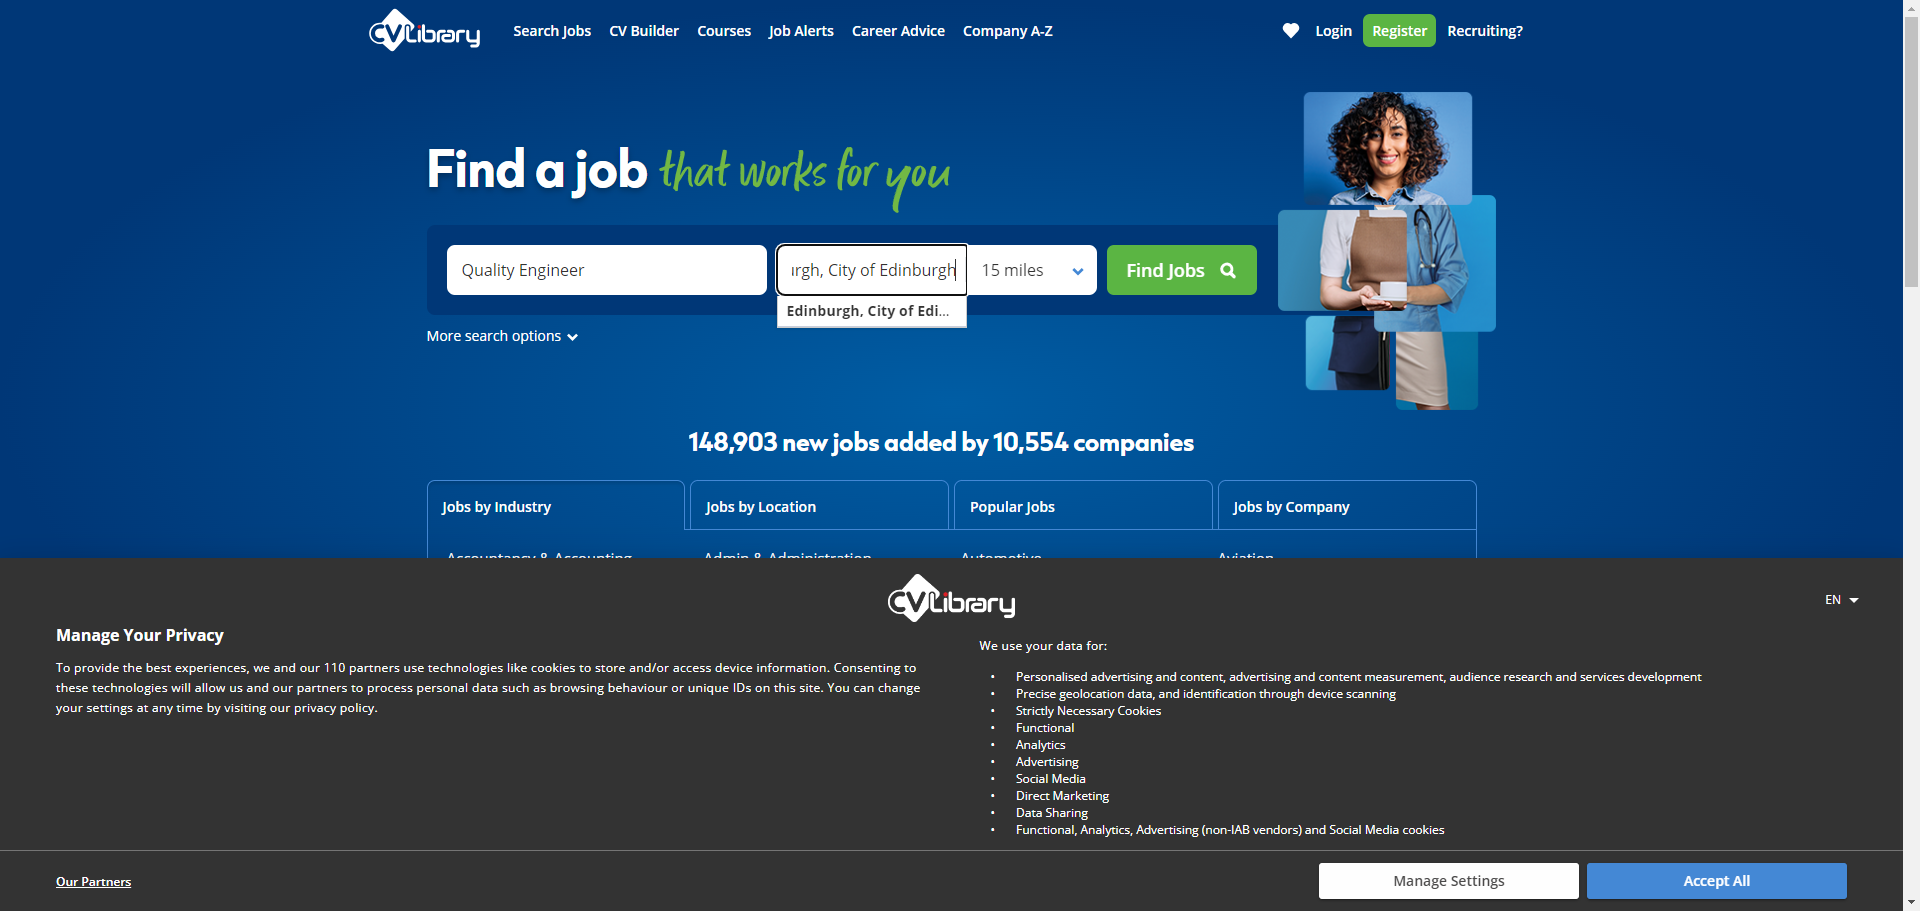 CV Library
Search Jobs
CV Builder
Courses
Job Alerts
Career Advice
Company A-Z
Login
Register
Recruiting?
Find a job that works for you
Quality Engineer
urgh, City of Edinburgh
15 miles
Find Jobs
Edinburgh, City of Edi...
More search options
148,903 new jobs added by 10,554 companies
Jobs by Industry
Jobs by Location
Popular Jobs
Jobs by Company
Accountancy & Accounting
Admin & Administration
Automotive
Aviation
CV Library
EN
Manage Your Privacy
To provide the best experiences, we and our 110 partners use technologies like cookies to store and/or access device information. Consenting to
these technologies will allow us and our partners to process personal data such as browsing behaviour or unique IDs on this site. You can change
your settings at any time by visiting our privacy policy.
We use your data for:
• Personalised advertising and content, advertising and content measurement, audience research and services development
• Precise geolocation data, and identification through device scanning
• Strictly Necessary Cookies
• Functional
• Analytics
• Advertising
• Social Media
• Direct Marketing
• Data Sharing
• Functional, Analytics, Advertising (non-IAB vendors) and Social Media cookies
Our Partners
Manage Settings
Accept All